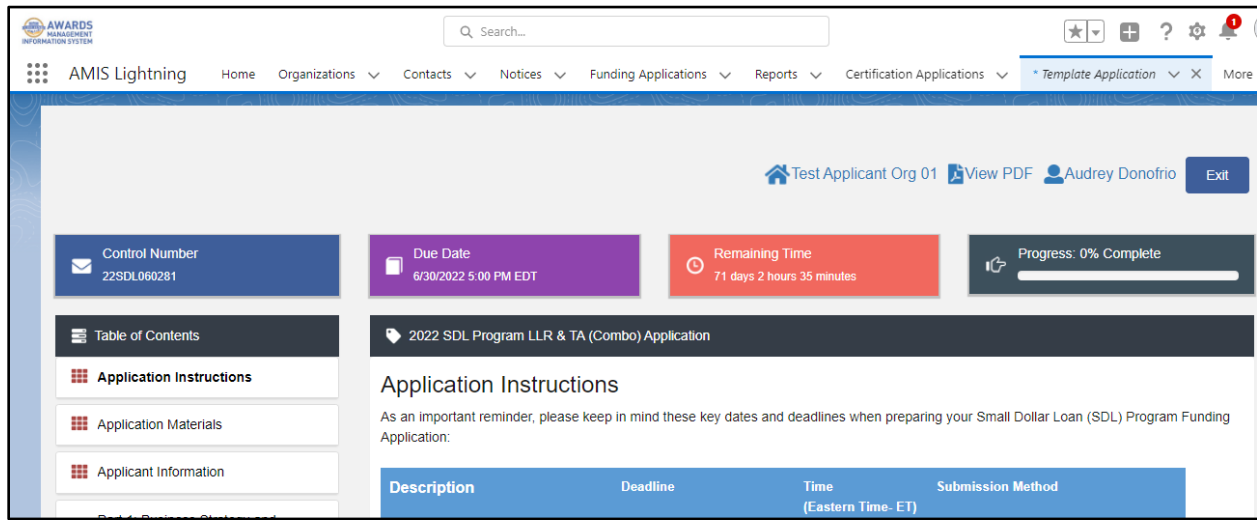 AWARDS
MANAGEMENT
INFORMATION SYSTEM
Search...
1
AMIS Lightning Home Organizations Contacts Notices Funding Applications Reports Certification Applications * Template Application More
Test Applicant Org 01 View PDF Audrey Donofrio Exit
Control Number
22SDL060281
Due Date
6/30/2022 5:00 PM EDT
Remaining Time
71 days 2 hours 35 minutes
Progress: 0% Complete
Table of Contents
2022 SDL Program LLR & TA (Combo) Application
Application Instructions
Application Materials
Applicant Information
Part 1: Business Strategy and
Application Instructions
As an important reminder, please keep in mind these key dates and deadlines when preparing your Small Dollar Loan (SDL) Program Funding
Application:
Description Deadline Time Submission Method
(Eastern Time- ET)